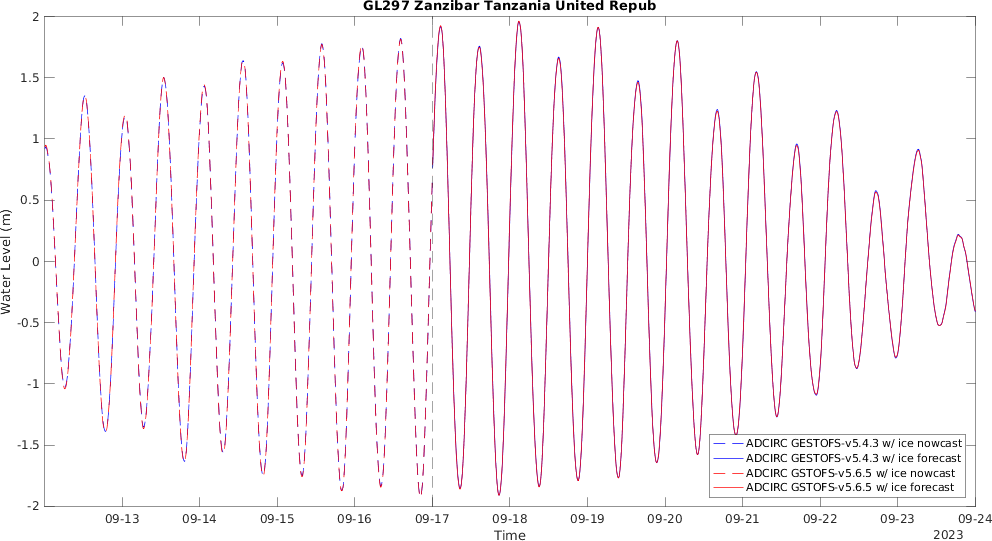 GL297 Zanzibar Tanzania United Repub
2
1.5
1
0.5
0
-0.5
-1
-1.5
-2
Water Level (m)
ADCIRC GESTOFS-v5.4.3 w/ ice nowcast
ADCIRC GESTOFS-v5.4.3 w/ ice forecast
ADCIRC GSTOFS-v5.6.5 w/ ice nowcast
ADCIRC GSTOFS-v5.6.5 w/ ice forecast
09-13 09-14 09-15 09-16 09-17 09-18 09-19 09-20 09-21 09-22 09-23 09-24
Time
2023